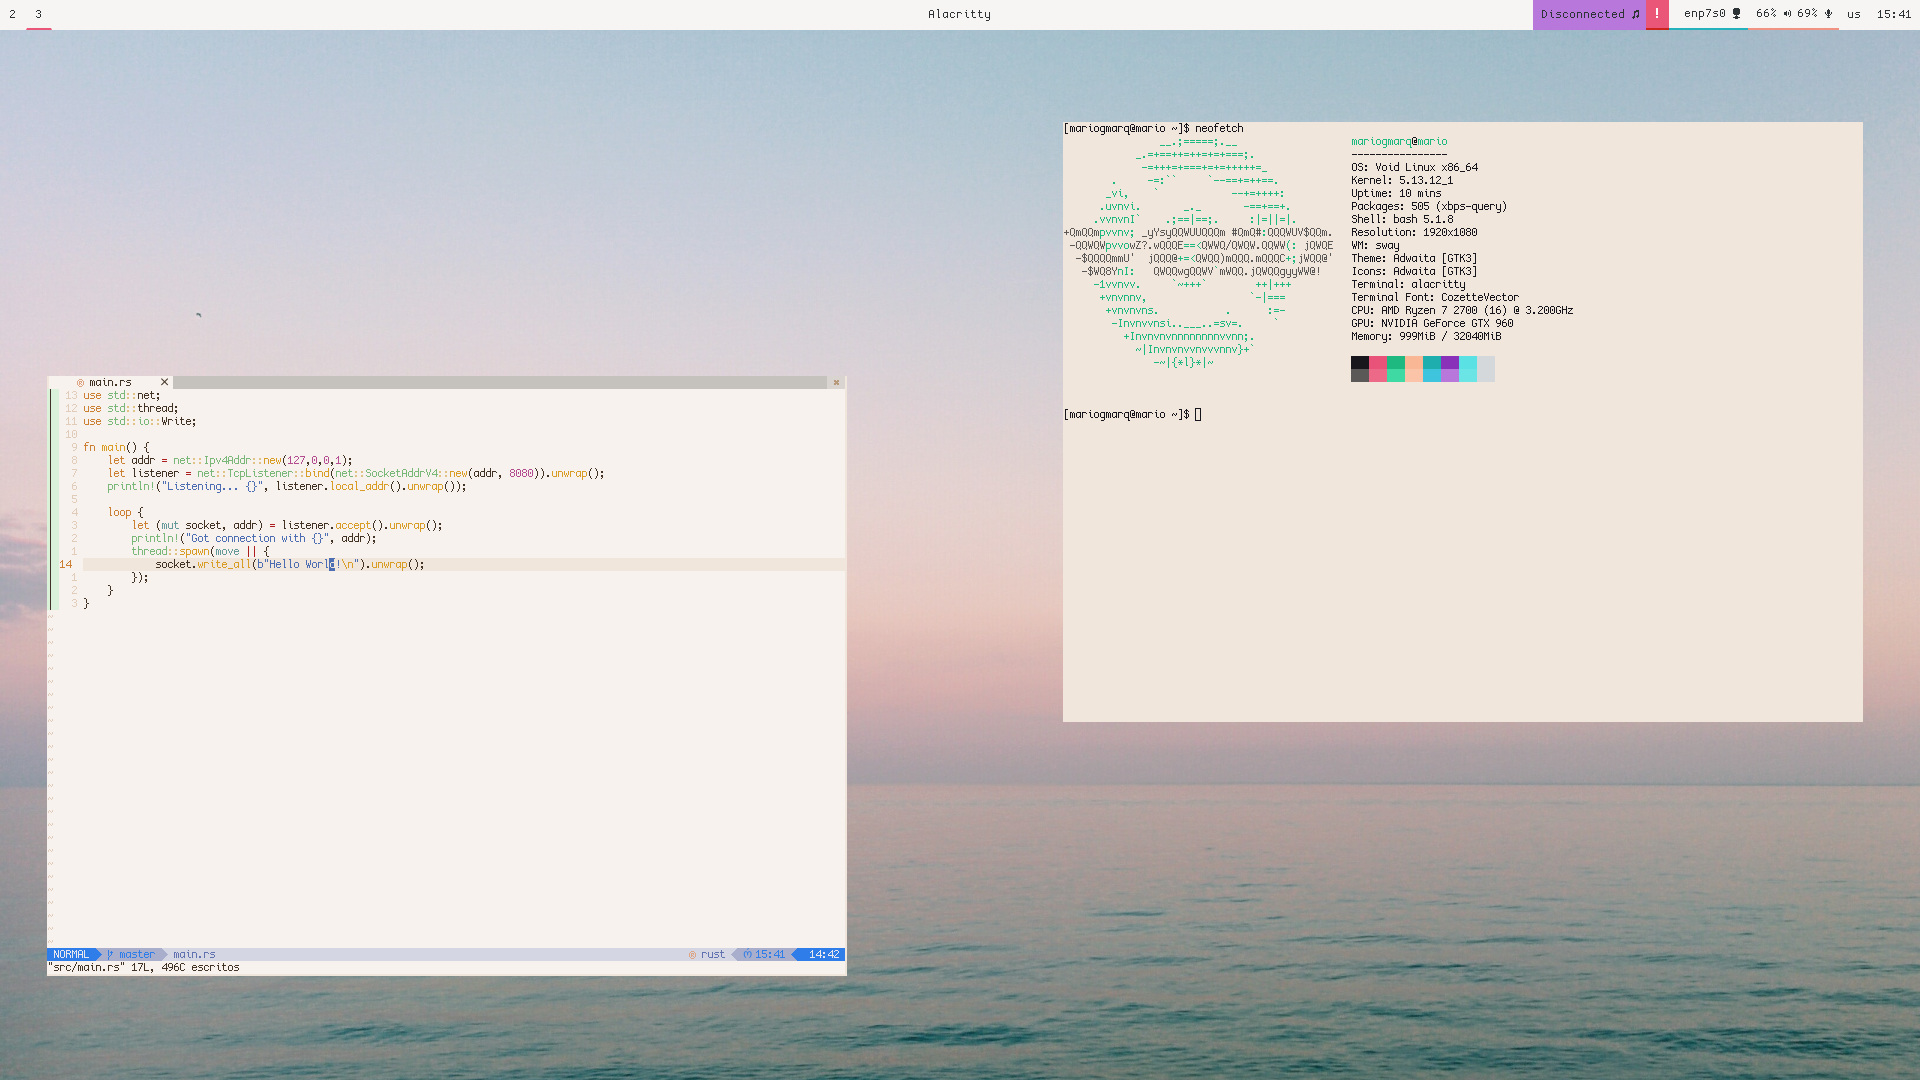 2 3 Alacritty Disconnected ! enp7s0 66% 69% us 15:41
[mariogmarq@mario ~]$ neofetch
mariogmarq@mario
----------------
OS: Void Linux x86_64
Kernel: 5.13.12_1
Uptime: 10 mins
Packages: 505 (xbps-query)
Shell: bash 5.1.8
Resolution: 1920x1080
WM: sway
Theme: Adwaita [GTK3]
Icons: Adwaita [GTK3]
Terminal: alacritty
Terminal Font: CozetteVector
CPU: AMD Ryzen 7 2700 (16) @ 3.200GHz
GPU: NVIDIA GeForce GTX 960
Memory: 999MiB / 32040MiB
[mariogmarq@mario ~]$
main.rs
13 use std::net;
12 use std::thread;
11 use std::io::Write;
10
9 fn main() {
8 let addr = net::Ipv4Addr::new(127,0,0,1);
7 let listener = net::TcpListener::bind(net::SocketAddrV4::new(addr, 8080)).unwrap();
6 println!("Listening... {}", listener.local_addr().unwrap());
5
4 loop {
3 let (mut socket, addr) = listener.accept().unwrap();
2 println!("Got connection with {}", addr);
1 thread::spawn(move || {
14 socket.write_all(b"Hello World!\n").unwrap();
1 });
2 }
3 }
NORMAL master main.rs rust 15:41 14:42
"src/main.rs" 17L, 496C escritos